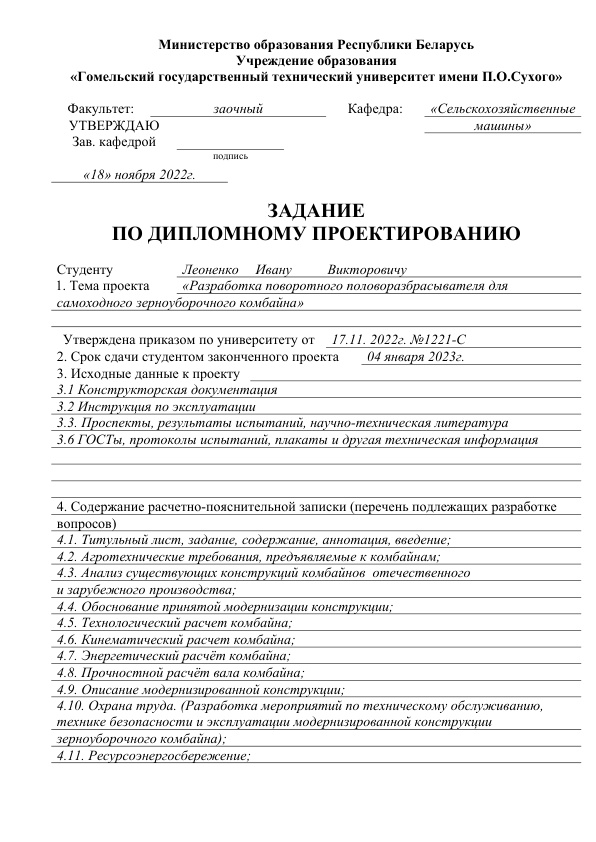 Министерство образования Республики Беларусь
Учреждение образования
«Гомельский государственный технический университет имени П.О.Сухого»
Факультет: заочный Кафедра: «Сельскохозяйственные
УТВЕРЖДАЮ машины»
Зав. кафедрой
подпись
«18» ноября 2022г.
ЗАДАНИЕ
ПО ДИПЛОМНОМУ ПРОЕКТИРОВАНИЮ
Студенту Леоненко Ивану Викторовичу
1. Тема проекта «Разработка поворотного половоразбрасывателя для
самоходного зерноуборочного комбайна»
Утверждена приказом по университету от 17.11. 2022г. №1221-С
2. Срок сдачи студентом законченного проекта 04 января 2023г.
3. Исходные данные к проекту
3.1 Конструкторская документация
3.2 Инструкция по эксплуатации
3.3. Проспекты, результаты испытаний, научно-техническая литература
3.6 ГОСТы, протоколы испытаний, плакаты и другая техническая информация
4. Содержание расчетно-пояснительной записки (перечень подлежащих разработке
вопросов)
4.1. Титульный лист, задание, содержание, аннотация, введение;
4.2. Агротехнические требования, предъявляемые к комбайнам;
4.3. Анализ существующих конструкций комбайнов отечественного
и зарубежного производства;
4.4. Обоснование принятой модернизации конструкции;
4.5. Технологический расчет комбайна;
4.6. Кинематический расчет комбайна;
4.7. Энергетический расчёт комбайна;
4.8. Прочностной расчёт вала комбайна;
4.9. Описание модернизированной конструкции;
4.10. Охрана труда. (Разработка мероприятий по техническому обслуживанию,
технике безопасности и эксплуатации модернизированной конструкции
зерноуборочного комбайна);
4.11. Ресурсоэнергосбережение;